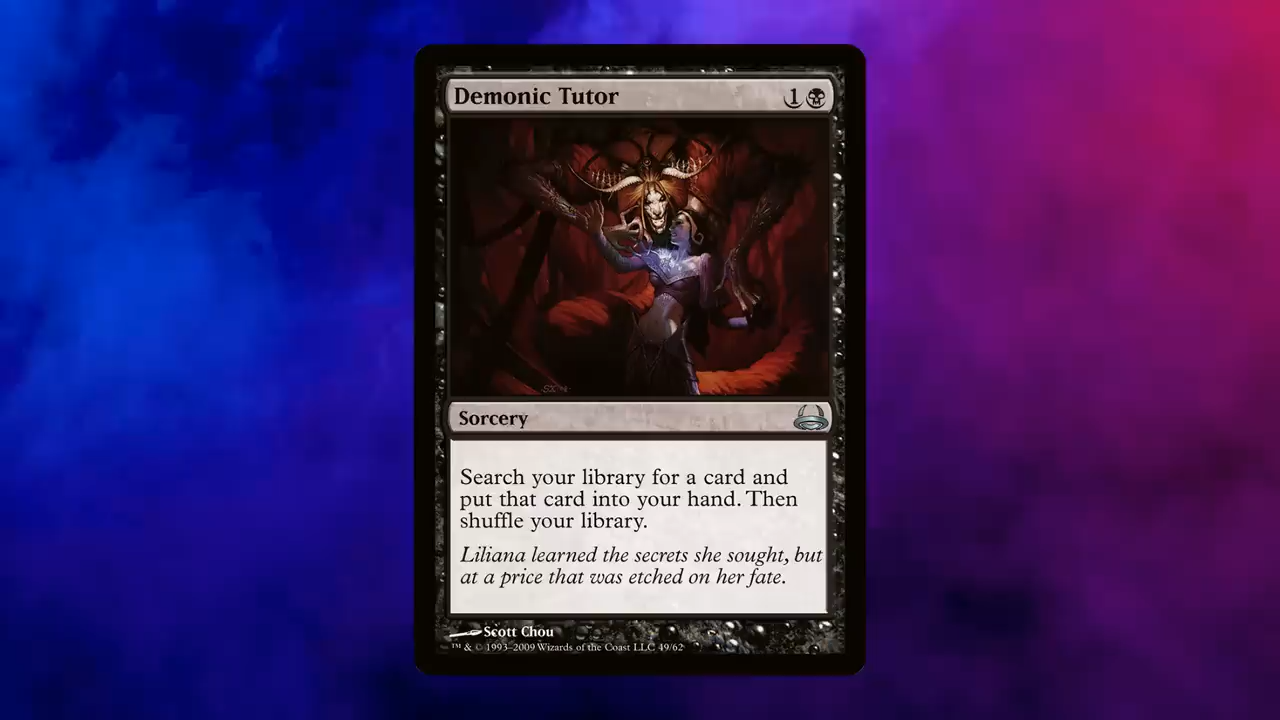 Demonic Tutor 1
Sorcery
Search your library for a card and
put that card into your hand. Then
shuffle your library.
Liliana learned the secrets she sought, but
at a price that was etched on her fate.
Scott Chou
™ & © 1993–2009 Wizards of the Coast LLC 49/62